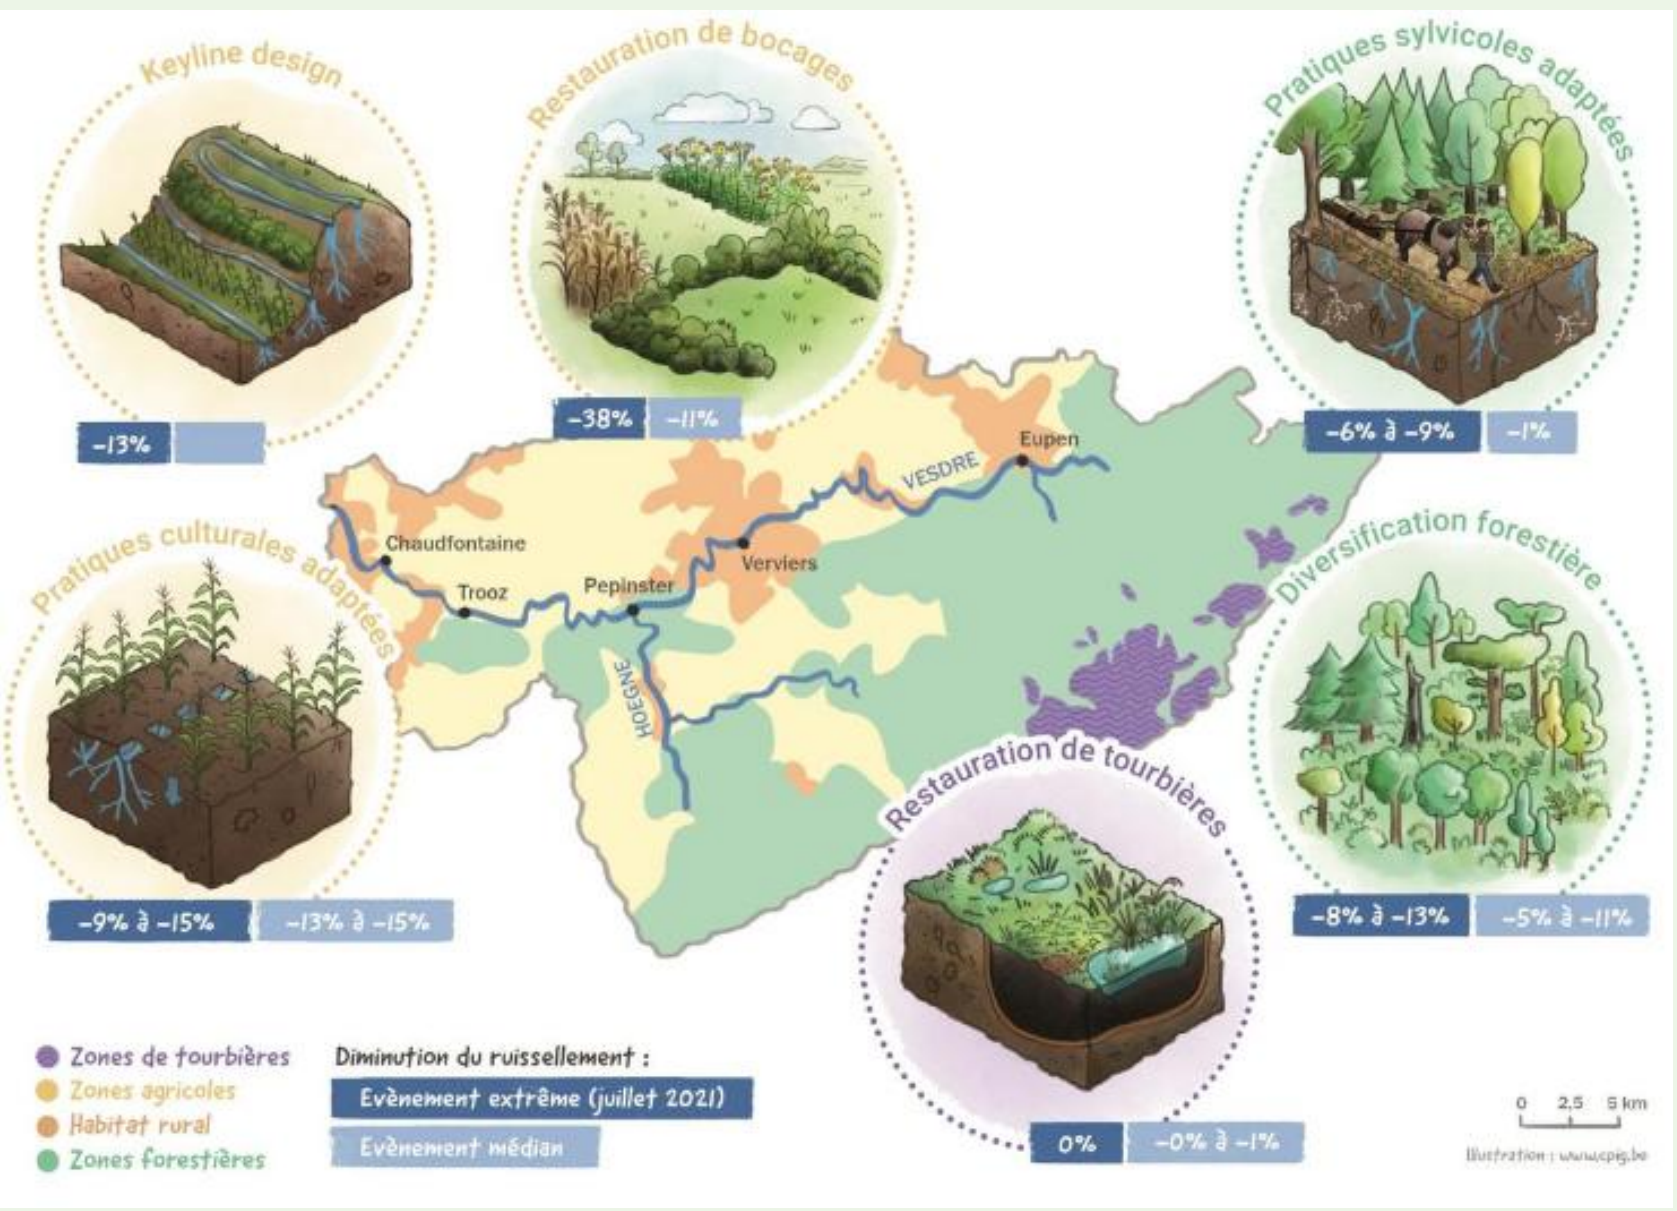 Keyline design
-13%
Restauration de bocages
-38%
-11%
Pratiques sylvicoles adaptées
-6% à -9%
-1%
Pratiques culturales adaptées
-9% à -15%
-13% à -15%
Diversification forestière
-8% à -13%
-5% à -11%
Restauration de tourbières
0%
-0% à -1%
Eupen
VESDRE
Chaudfontaine
Verviers
Trooz
Pepinster
HOEGNE
Zones de tourbières
Zones agricoles
Habitat rural
Zones forestières
Diminution du ruissellement :
Evènement extrême (juillet 2021)
Evènement médian
0 2,5 5 km
Illustration : www.cpig.be